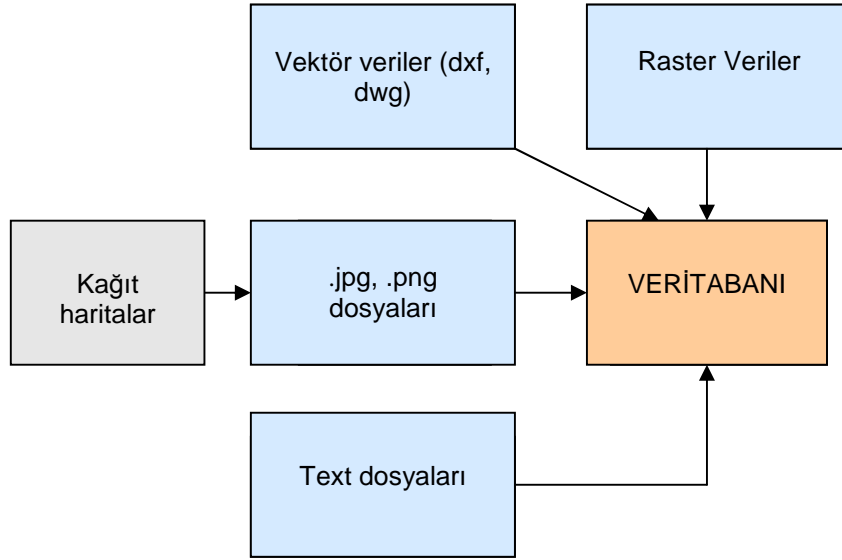 Vektör veriler (dxf,
dwg)
Raster Veriler
Kağıt
haritalar
.jpg, .png
dosyaları
VERİTABANI
Text dosyaları